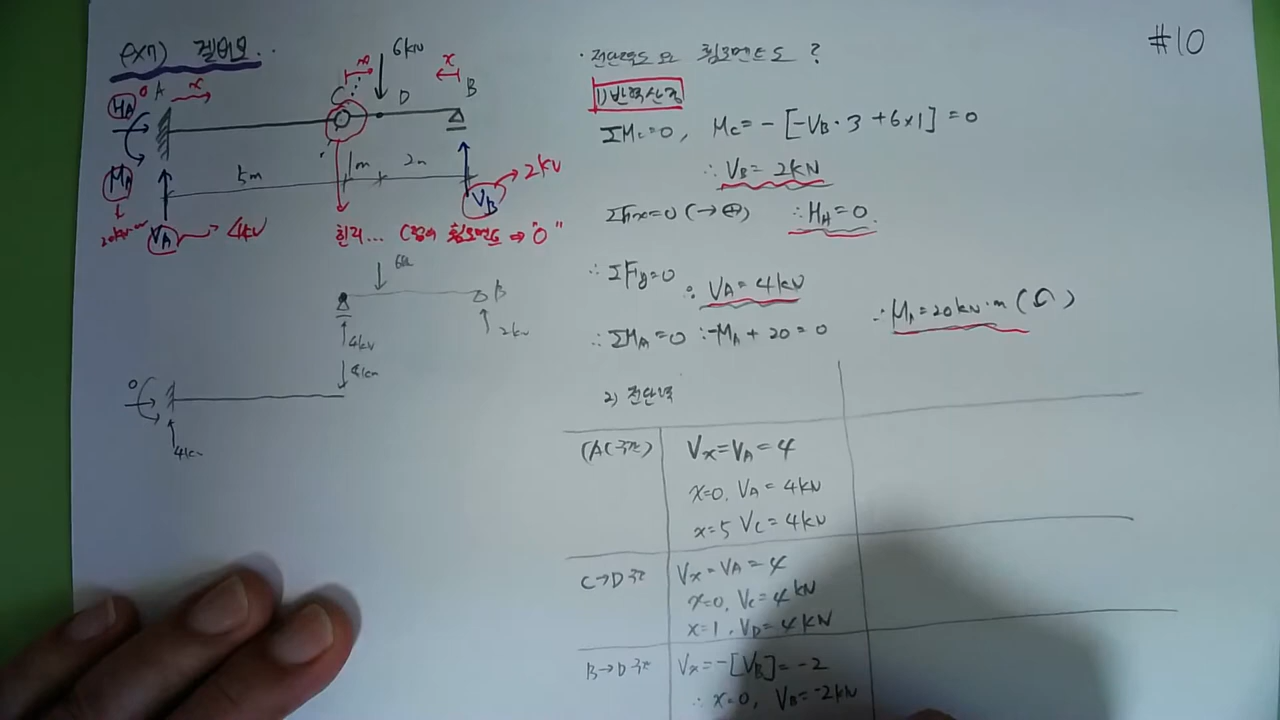 ex7) 겔버보..
#10
· 전단력도 와 휨모멘트도 ?
1) 반력산정
ΣMc=0, Mc = -[-VB·3 + 6×1] = 0
∴ VB = 2kN
ΣFx=0 (→⊕) ∴ HA=0.
∴ ΣFy=0 ∴ VA=4kN
∴ ΣMA=0 ∴ -MA + 20 = 0 ∴ MA=20kN·m
2) 전단력
(AC구간) Vx=VA=4
x=0, VA=4kN
x=5 Vc=4kN
C→D구간 Vx=VA=4
x=0, Vc=4kN
x=1, VD=4kN
B→D구간 Vx=-[VB]=-2
∴ x=0, VB=-2kN
HA 0 A x
C
6kN
D
x
B
MA
5m 1m 2m
VA → 4kN
VB → 2kN
힌지... C점의 휨모멘트 ⇒ "0"
B
4kN
2kN
0
4kN
4kN